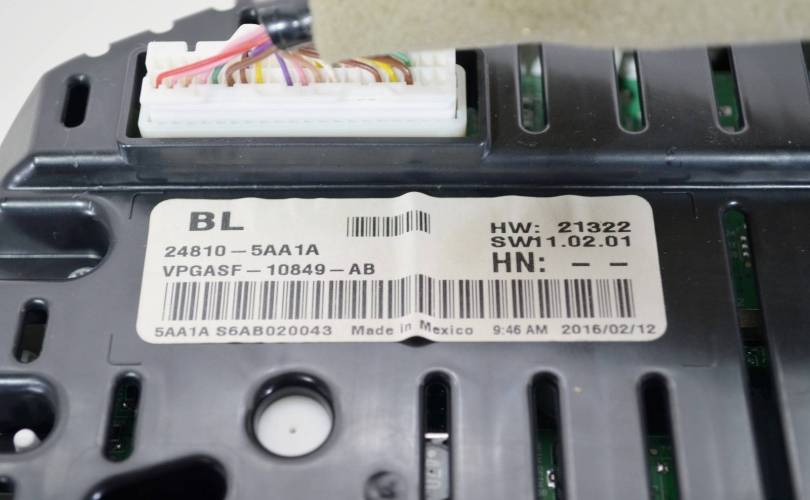 BL
HW: 21322
24810-5AA1A
SW11.02.01
VPGASF-10849-AB
HN: - -
5AA1A S6AB020043 Made in Mexico 9:46 AM 2016/02/12